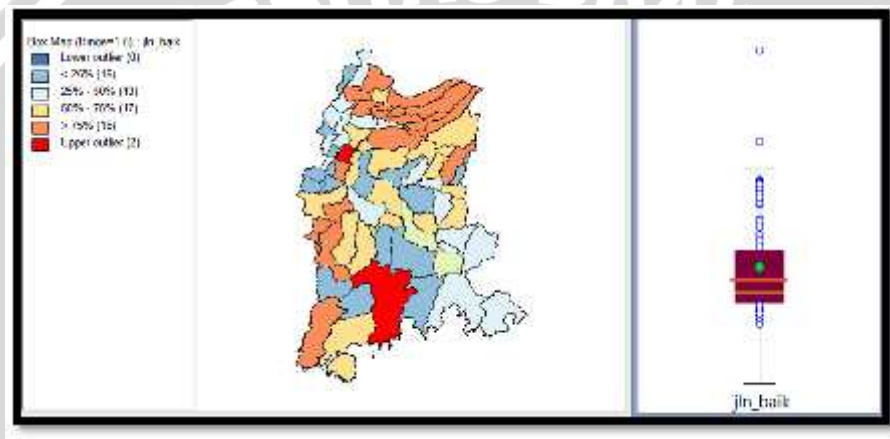 Box Map (Hinge=1.5): jln_baik
Lower outlier (0)
< 25% (15)
25% - 50% (13)
50% - 75% (17)
> 75% (15)
Upper outlier (2)
jln_baik